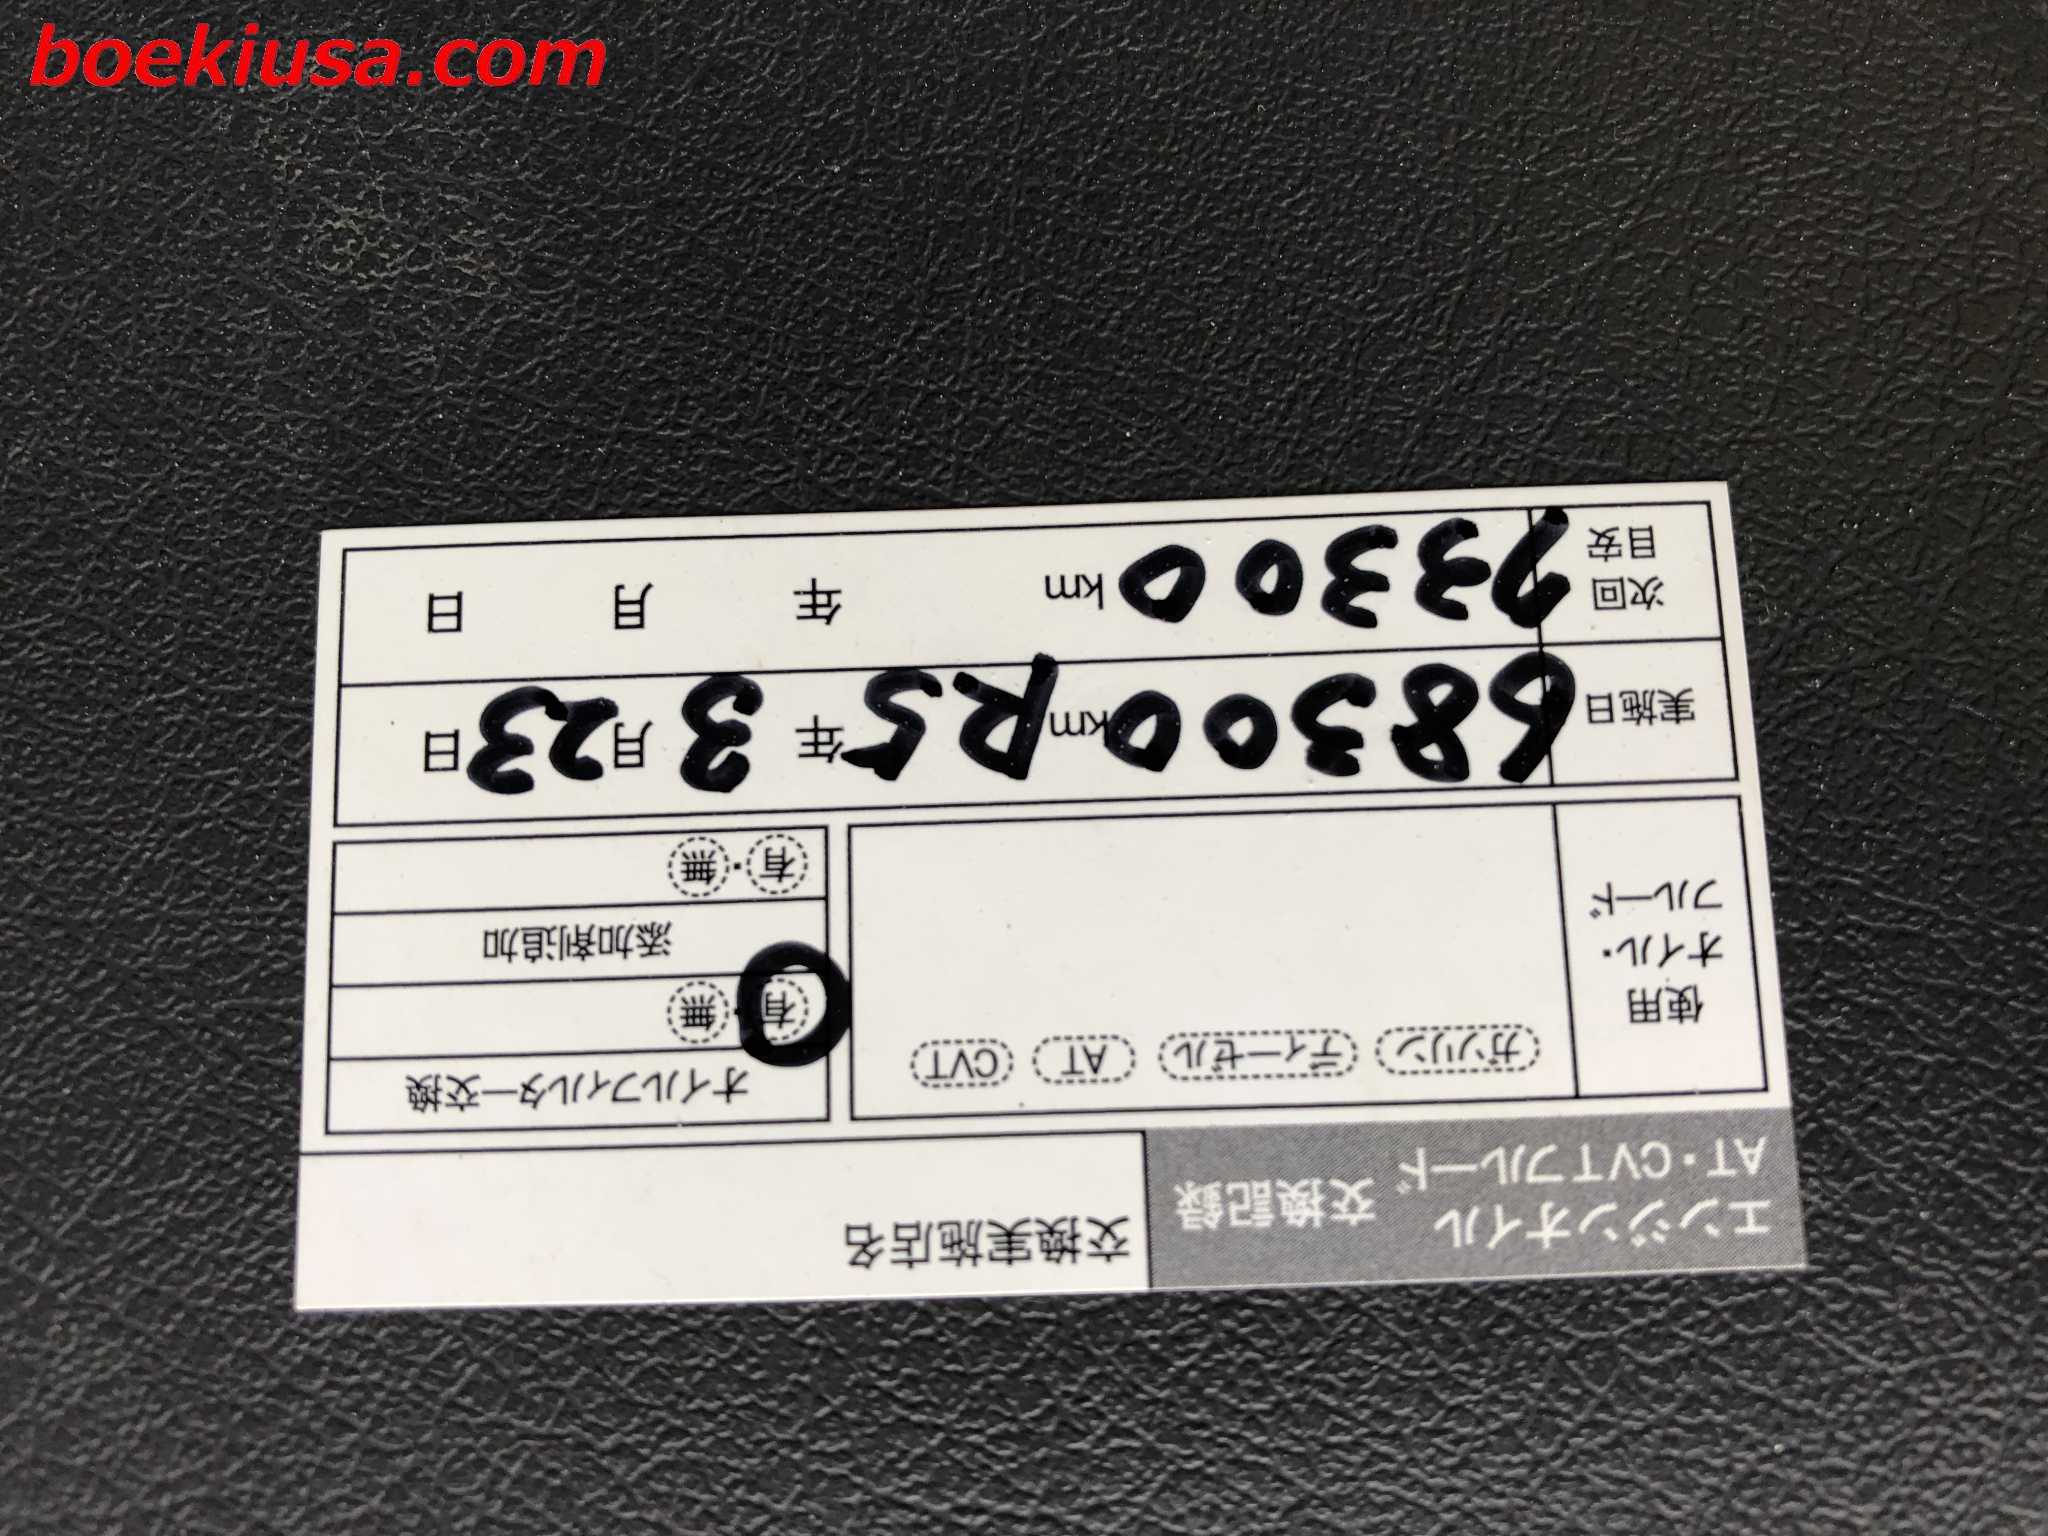 boekiusa.com
エンジンオイル
AT・CVTフルード 交換記録
交換実施店名
使用
オイル・
フルード
ガソリン ディーゼル AT CVT
オイルフィルター交換
有・無
添加剤追加
有・無
実施日 68300 km R5 年 3 月 23 日
次回
目安 73300 km 年 月 日